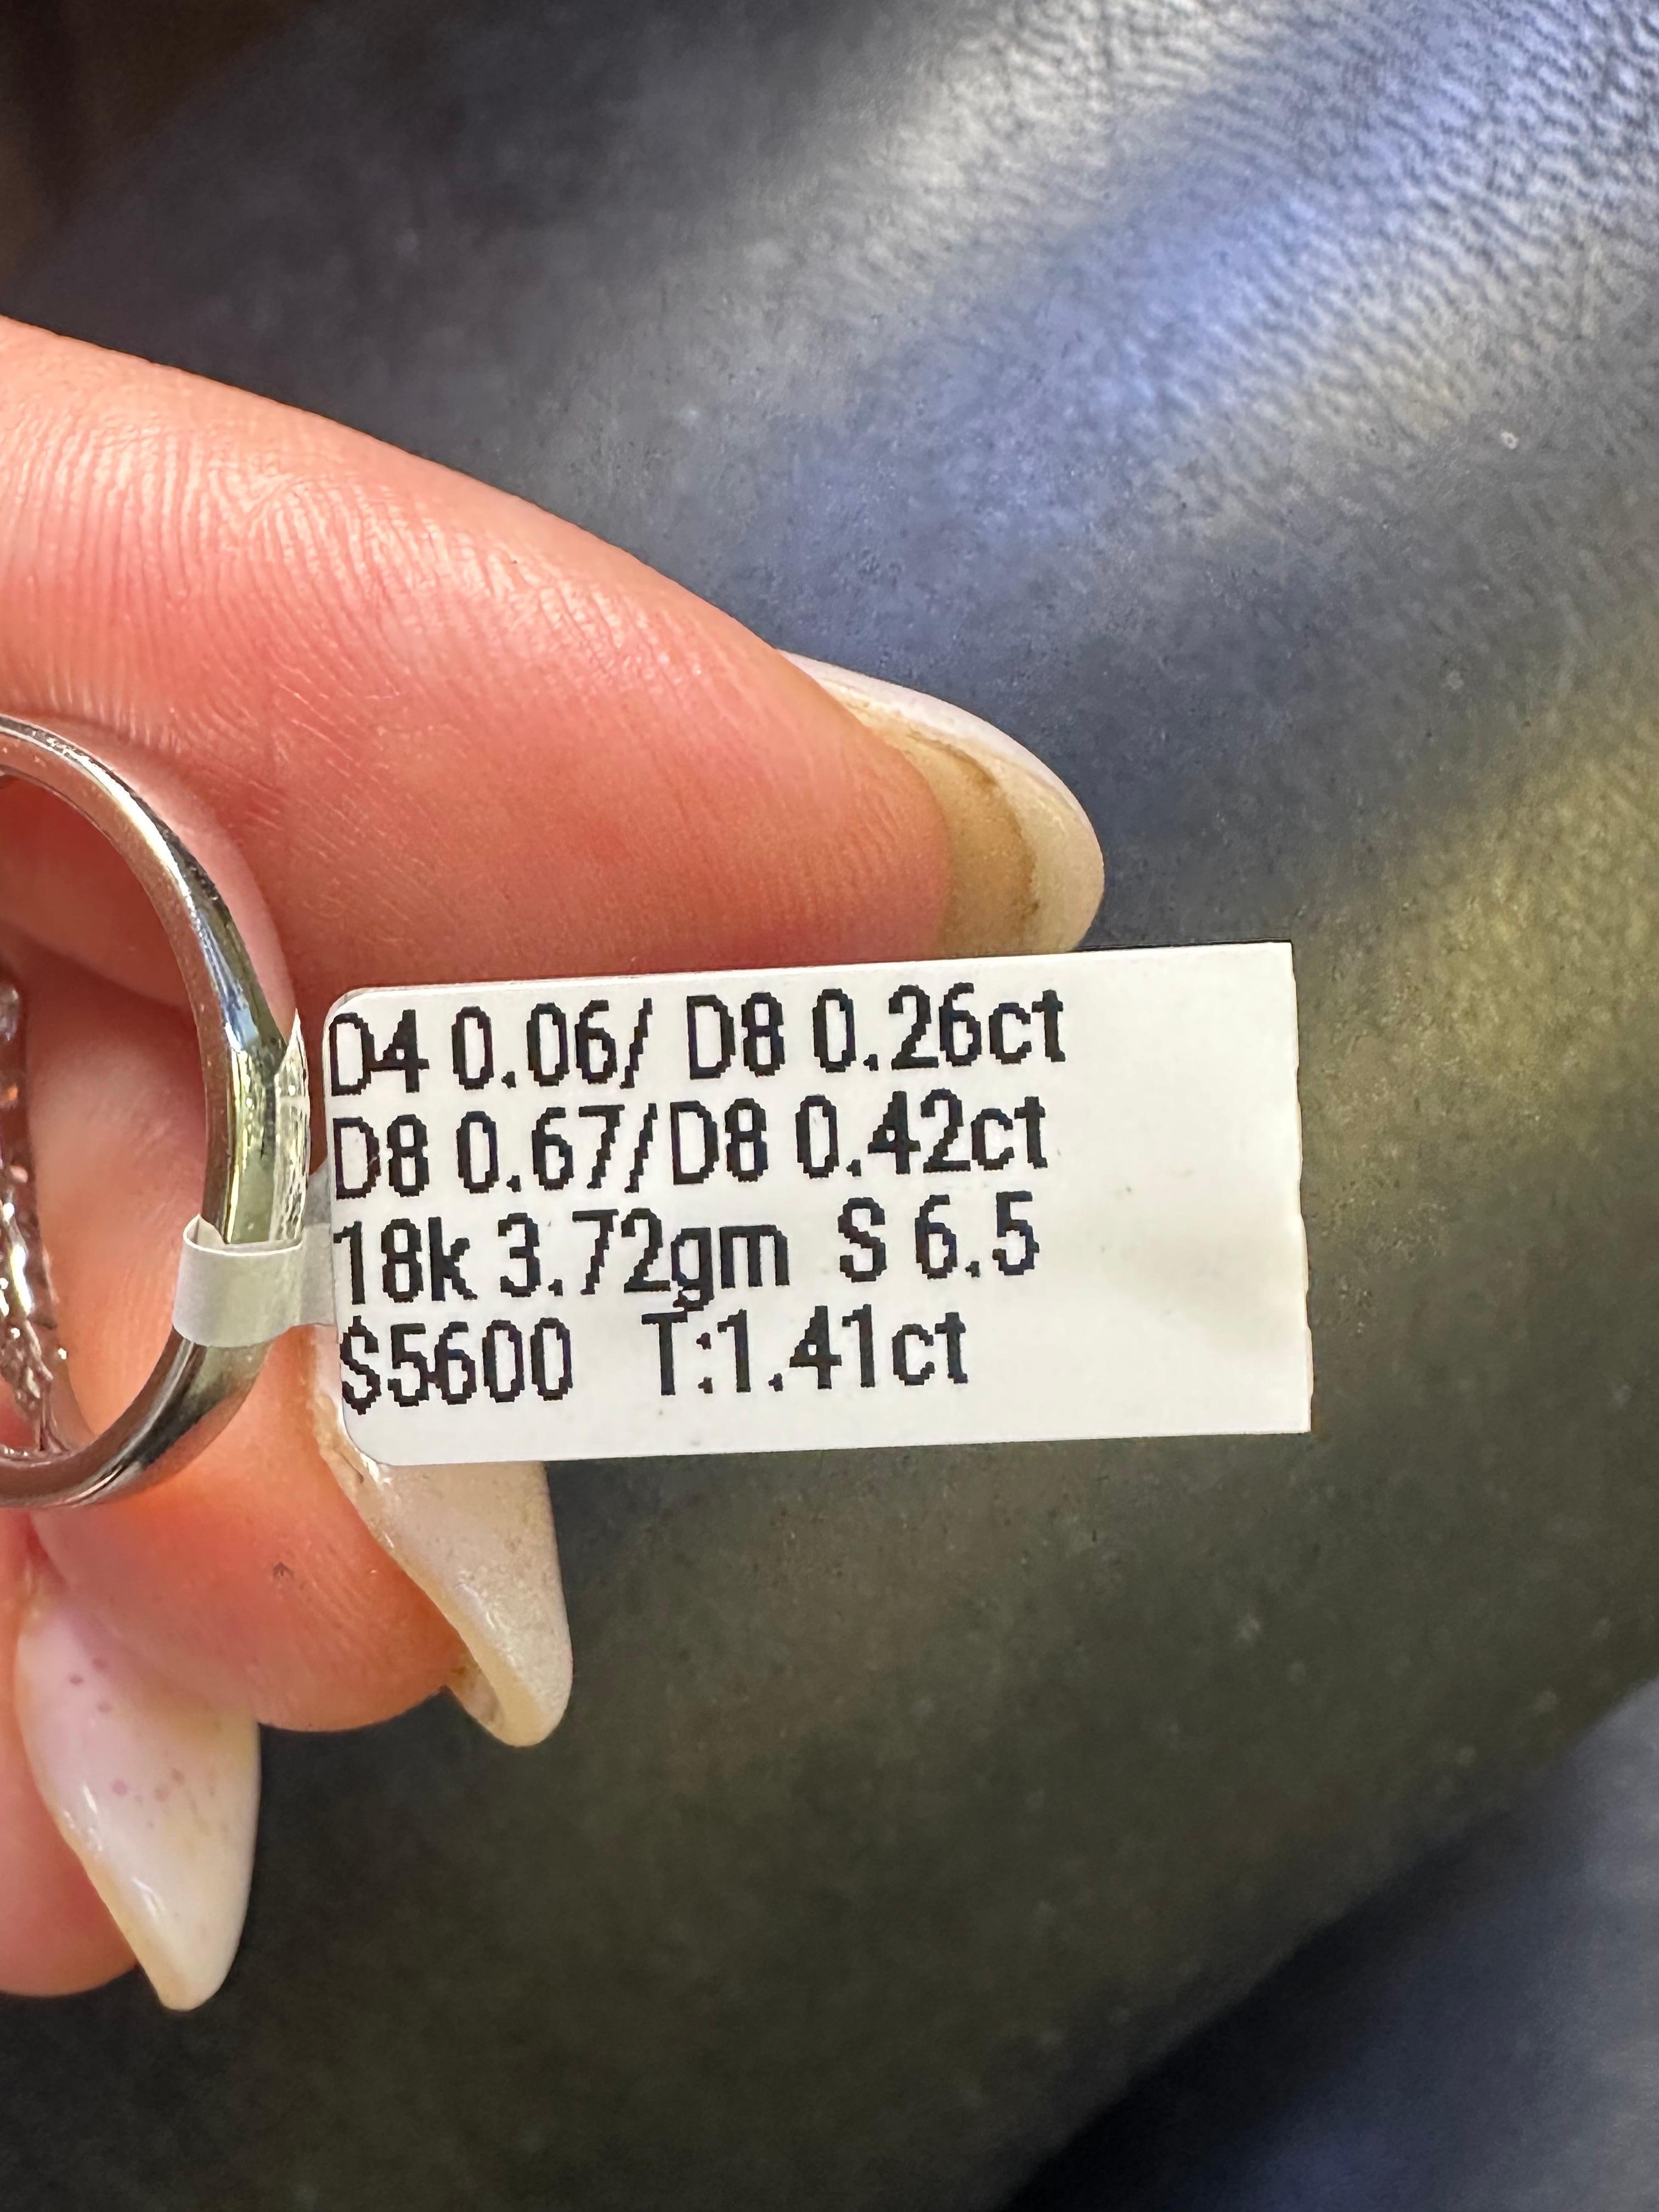 D4 0.06/ D8 0.26ct
D8 0.67/D8 0.42ct
18k 3.72gm S 6.5
$5600 T:1.41ct